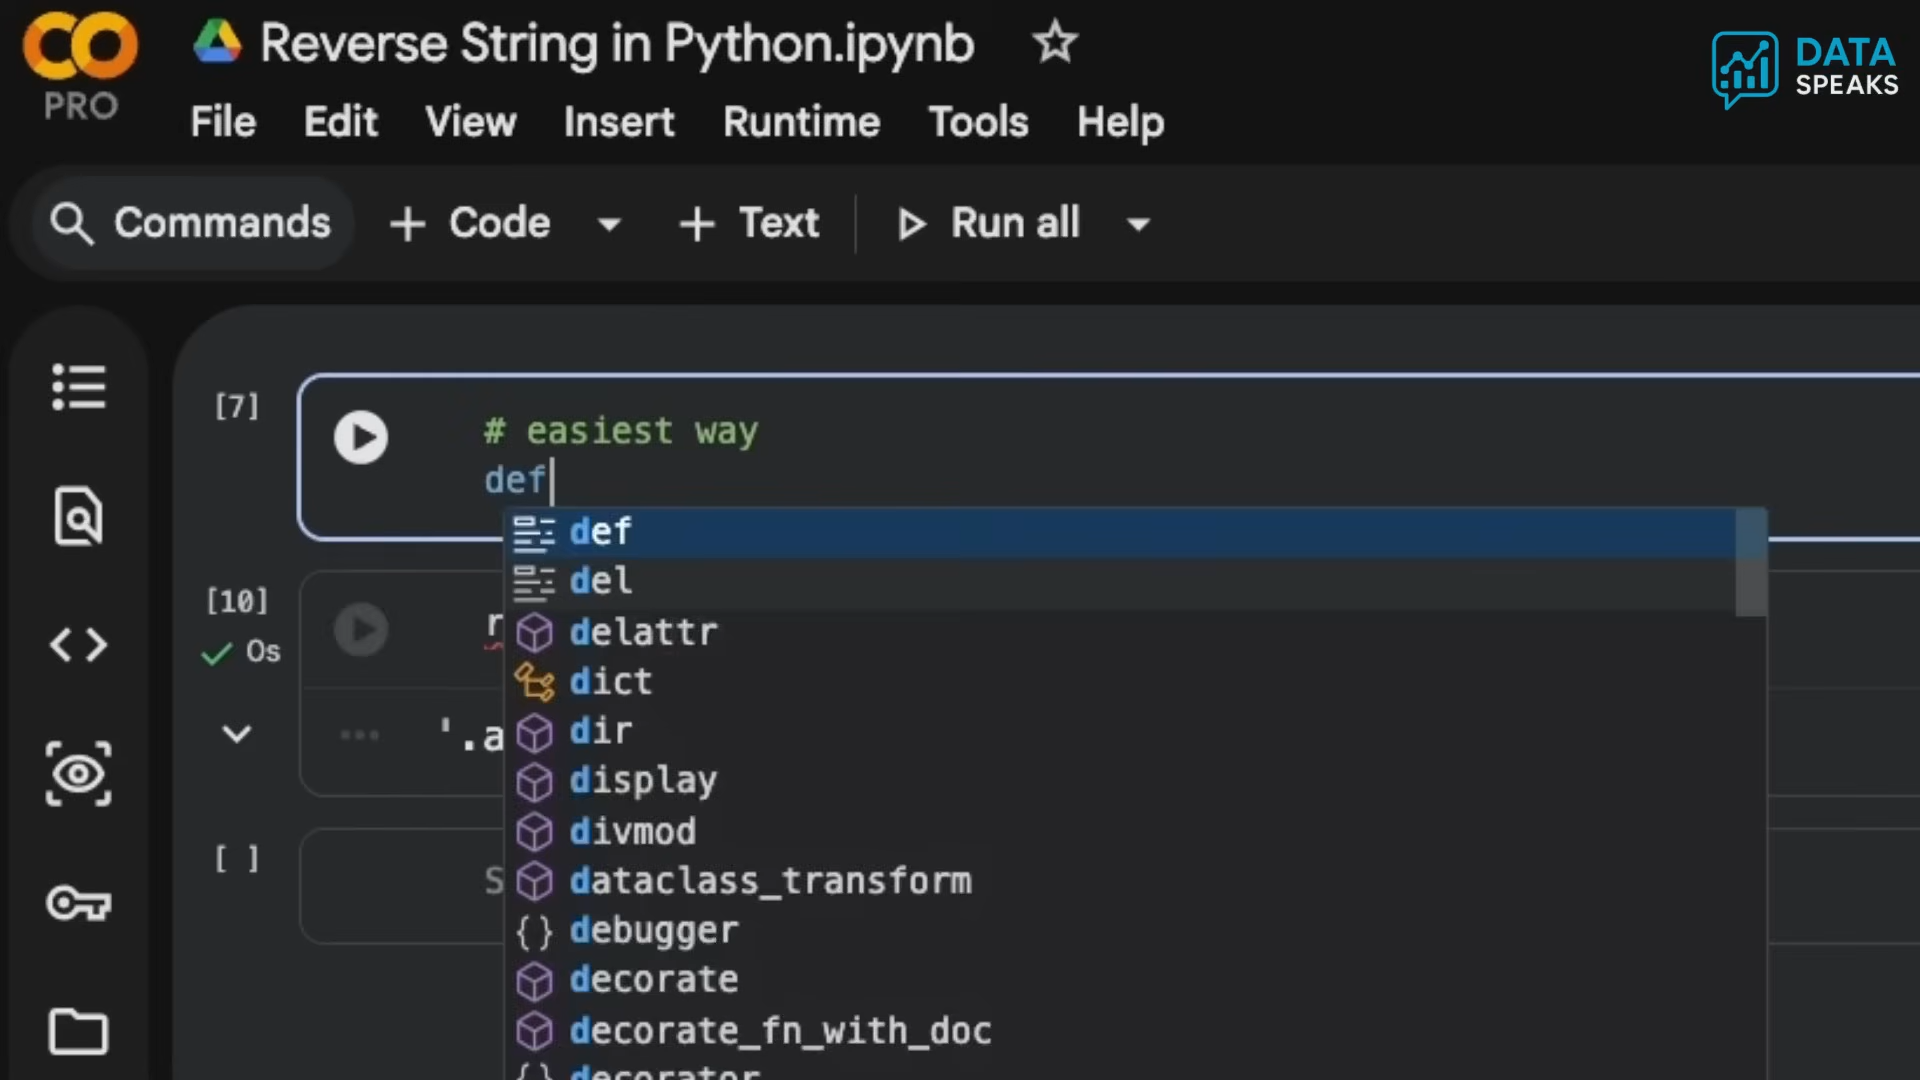 Reverse String in Python.ipynb
PRO
File Edit View Insert Runtime Tools Help
DATA
SPEAKS
Commands + Code + Text Run all
[7]
# easiest way
def
def
del
[10]
r
delattr
0s
dict
'.a
dir
display
divmod
[ ]
S
dataclass_transform
{} debugger
decorate
decorate_fn_with_doc
{} decorator